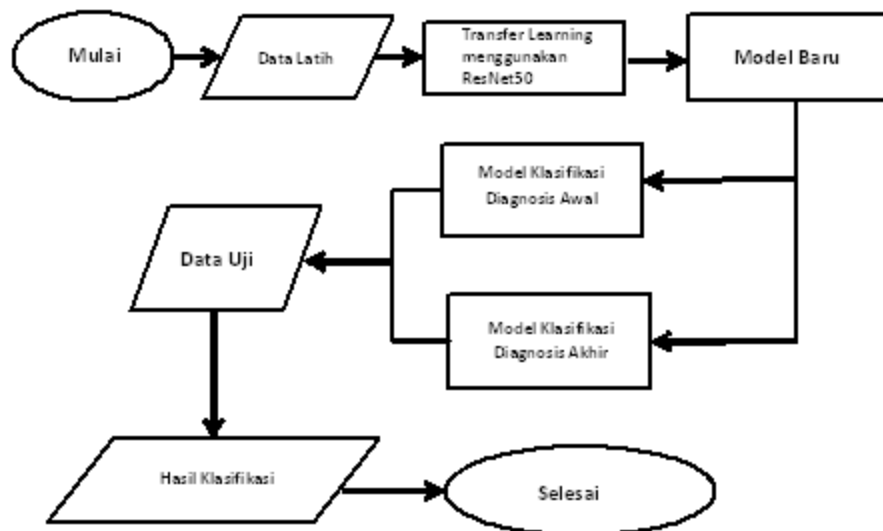 Mulai
Data Latih
Transfer Learning
menggunakan
ResNet50
Model Baru
Model Klasifikasi
Diagnosis Awal
Data Uji
Model Klasifikasi
Diagnosis Akhir
Hasil Klasifikasi
Selesai